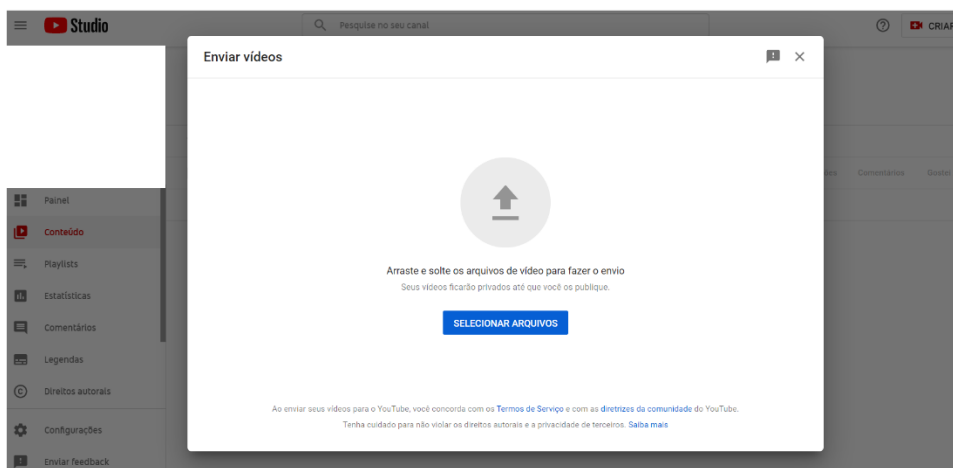 Studio
Pesquise no seu canal
CRIAR
Enviar vídeos
Arraste e solte os arquivos de vídeo para fazer o envio
Seus vídeos ficarão privados até que você os publique.
SELECIONAR ARQUIVOS
Ao enviar seus vídeos para o YouTube, você concorda com os Termos de Serviço e com as diretrizes da comunidade do YouTube.
Tenha cuidado para não violar os direitos autorais e a privacidade de terceiros. Saiba mais
Painel
Conteúdo
Playlists
Estatísticas
Comentários
Legendas
Direitos autorais
Configurações
Enviar feedback
Comentários
Gostei